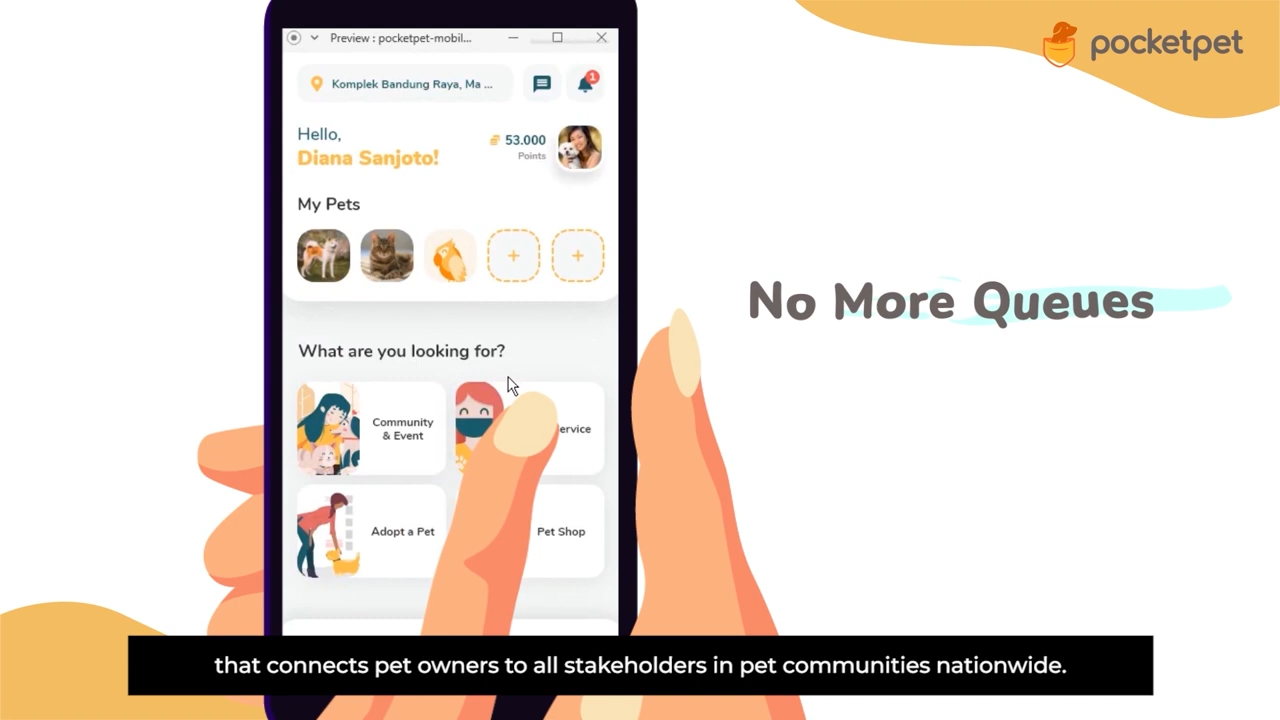 pocketpet
Preview : pocketpet-mobil...
Komplek Bandung Raya, Ma ...
1
Hello,
53.000
Diana Sanjoto!
Points
My Pets
No More Queues
What are you looking for?
Community
& Event
ervice
Adopt a Pet
Pet Shop
that connects pet owners to all stakeholders in pet communities nationwide.